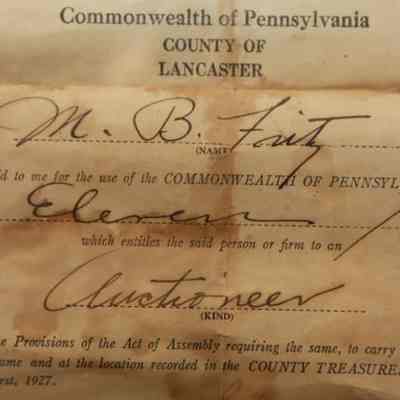 Commonwealth of Pennsylvania
COUNTY OF
LANCASTER
M. B. Fritz
(NAME)
d to me for the use of the COMMONWEALTH OF PENNSYL
Eleven
which entitles the said person or firm to an
Auctioneer
(KIND)
e Provisions of the Act of Assembly requiring the same, to carry
ume and at the location recorded in the COUNTY TREASURE
rst, 1927.